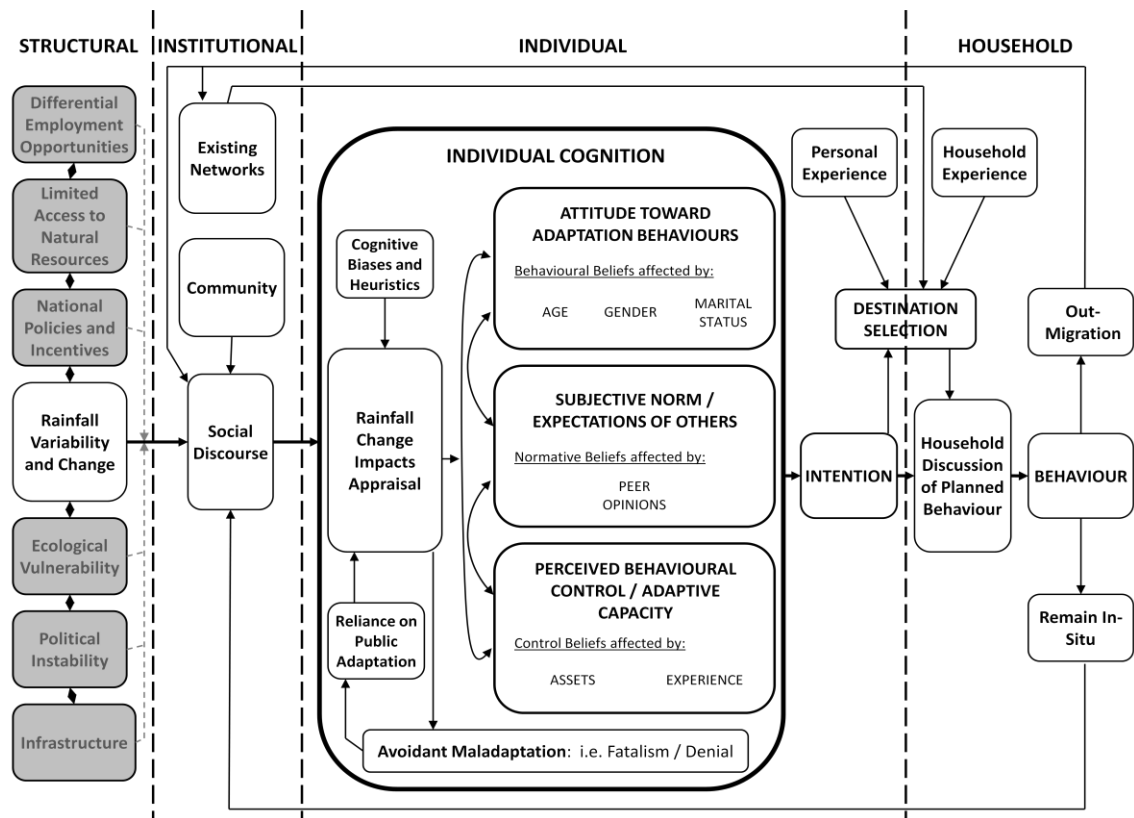 STRUCTURAL
INSTITUTIONAL
INDIVIDUAL
HOUSEHOLD
Differential
Employment
Opportunities
Limited
Access to
Natural
Resources
National
Policies and
Incentives
Rainfall
Variability
and Change
Ecological
Vulnerability
Political
Instability
Infrastructure
Existing
Networks
Community
Social
Discourse
INDIVIDUAL COGNITION
Cognitive
Biases and
Heuristics
Rainfall
Change
Impacts
Appraisal
Reliance on
Public
Adaptation
Avoidant Maladaptation: i.e. Fatalism / Denial
ATTITUDE TOWARD
ADAPTATION BEHAVIOURS
Behavioural Beliefs affected by:
AGE
GENDER
MARITAL
STATUS
SUBJECTIVE NORM /
EXPECTATIONS OF OTHERS
Normative Beliefs affected by:
PEER
OPINIONS
PERCEIVED BEHAVIOURAL
CONTROL / ADAPTIVE
CAPACITY
Control Beliefs affected by:
ASSETS
EXPERIENCE
Personal
Experience
Household
Experience
DESTINATION
SELECTION
INTENTION
Household
Discussion
of Planned
Behaviour
Out-
Migration
BEHAVIOUR
Remain In-
Situ